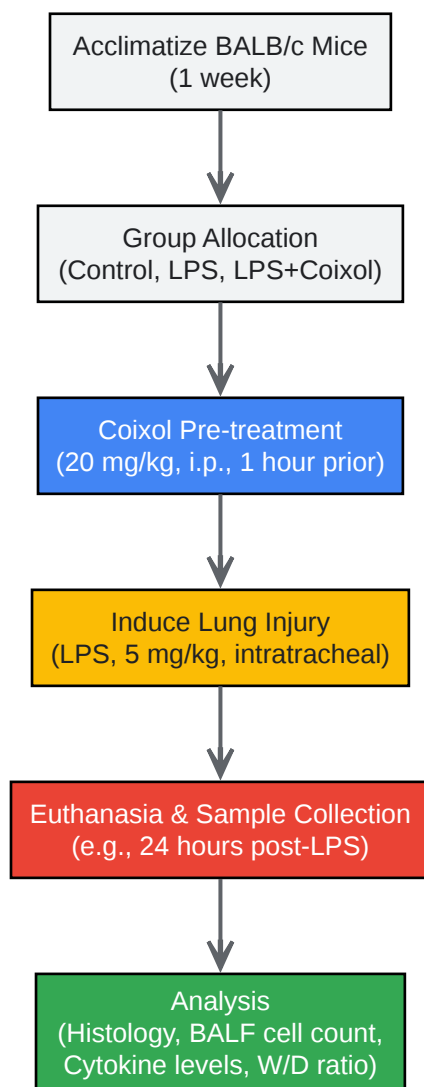 Acclimatize BALB/c Mice
(1 week)
Group Allocation
(Control, LPS, LPS+Coixol)
Coixol Pre-treatment
(20 mg/kg, i.p., 1 hour prior)
Induce Lung Injury
(LPS, 5 mg/kg, intratracheal)
Euthanasia & Sample Collection
(e.g., 24 hours post-LPS)
Analysis
(Histology, BALF cell count,
Cytokine levels, W/D ratio)